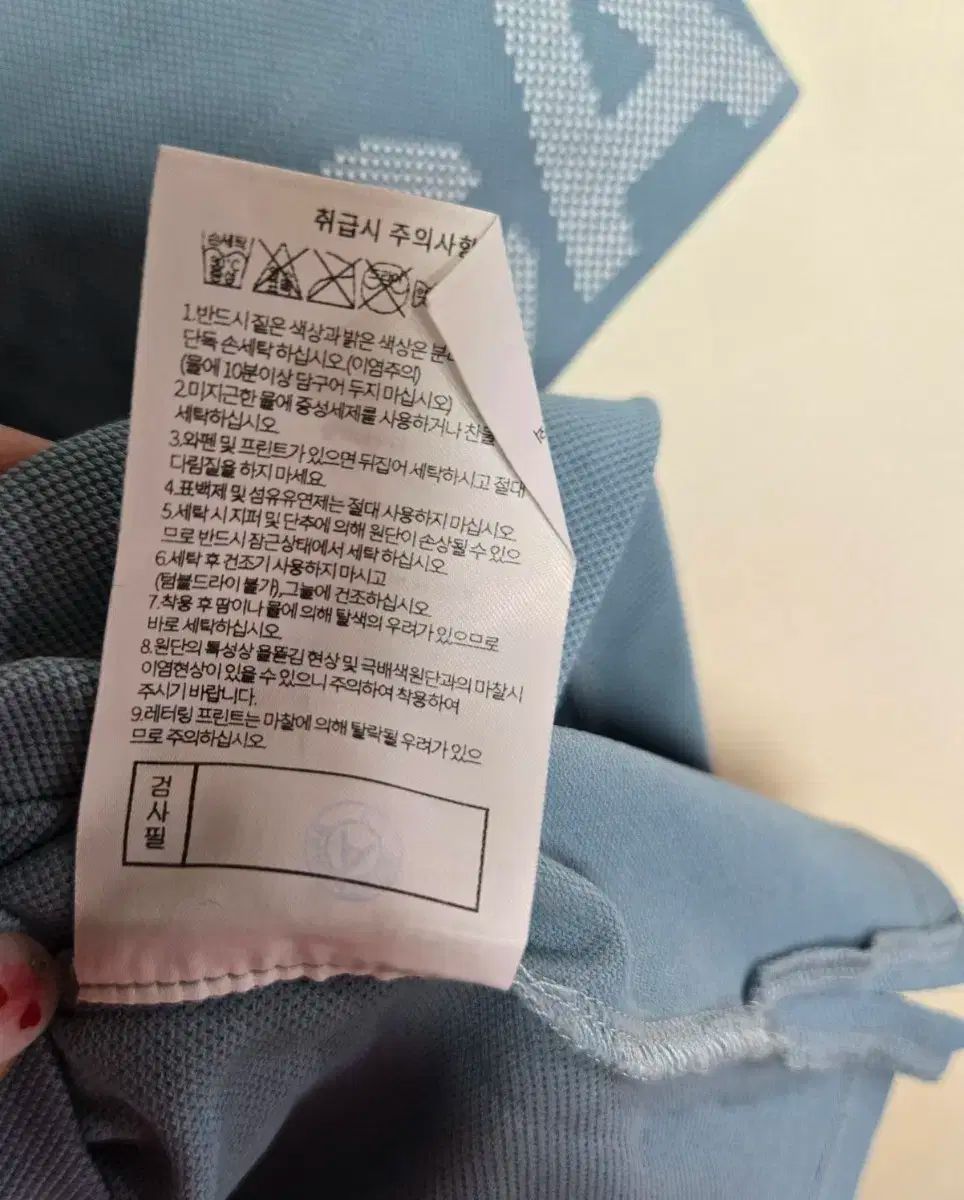 취급시 주의사항
손세탁
드라이
1.반드시 짙은 색상과 밝은 색상은
단독 손세탁 하십시오.(이염주의)
(물에 10분이상 담구어 두지 마십시오)
2.미지근한 물에 중성세제를 사용하거나 찬물
세탁하십시오.
3.와펜 및 프린트가 있으면 뒤집어 세탁하시고 절대
다림질을 하지 마세요.
4.표백제 및 섬유유연제는 절대 사용하지 마십시오.
5.세탁 시 지퍼 및 단추에 의해 원단이 손상될 수 있으
므로 반드시 잠근상태에서 세탁 하십시오.
6.세탁 후 건조기 사용하지 마시고
(텀블드라이 불가),그늘에 건조하십시오.
7.착용 후 땀이나 물에 의해 탈색의 우려가 있으므로
바로 세탁하십시오.
8.원단의 특성상 올뜯김 현상 및 극배색원단과의 마찰 시
이염현상이 있을 수 있으니 주의하여 착용하여
주시기 바랍니다.
9.레터링 프린트는 마찰에 의해 탈락될 우려가 있으
므로 주의하십시오.
검사필
A